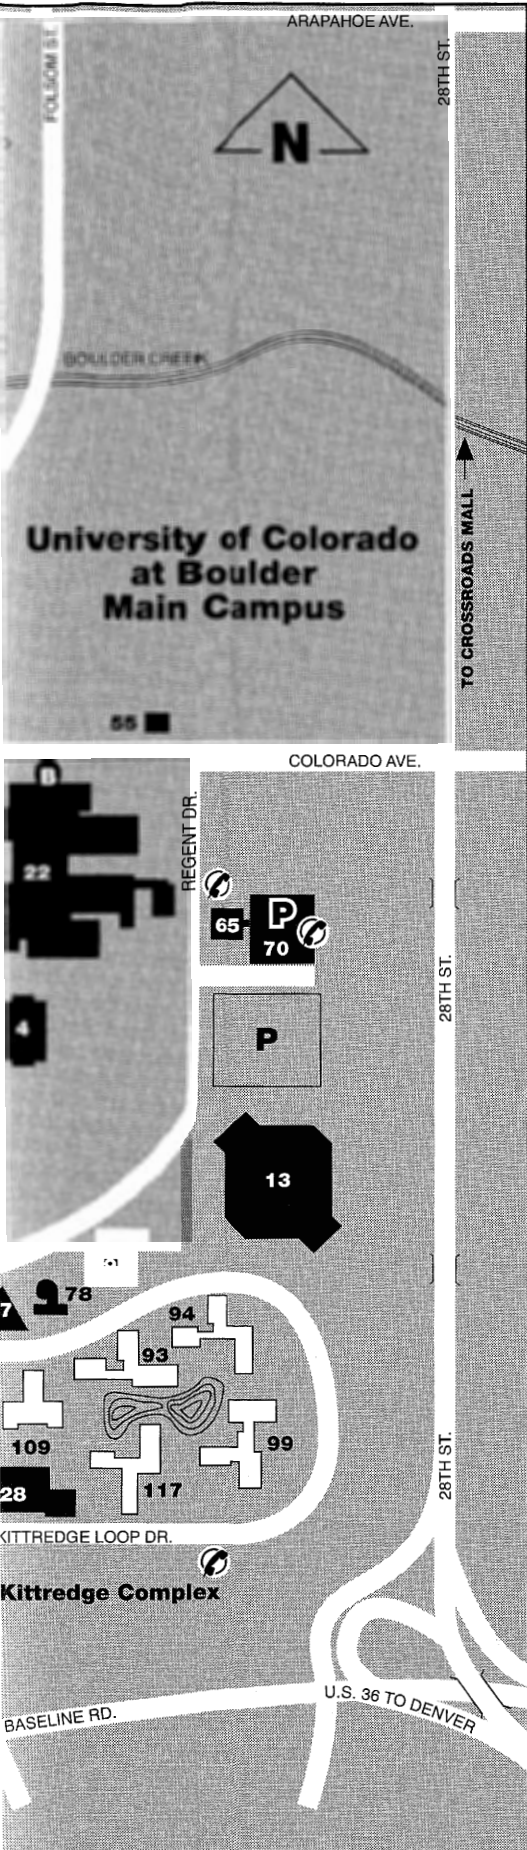 ARAPAHOE AVE.
FOLSOM ST.
28TH ST.
N
BOULDER CREEK
TO CROSSROADS MALL
University of Colorado
at Boulder
Main Campus
55
COLORADO AVE.
B
22
REGENT DR.
65
P
70
4
P
28TH ST.
13
7
78
94
93
109
99
28
117
28TH ST.
KITTREDGE LOOP DR.
Kittredge Complex
U.S. 36 TO DENVER
BASELINE RD.